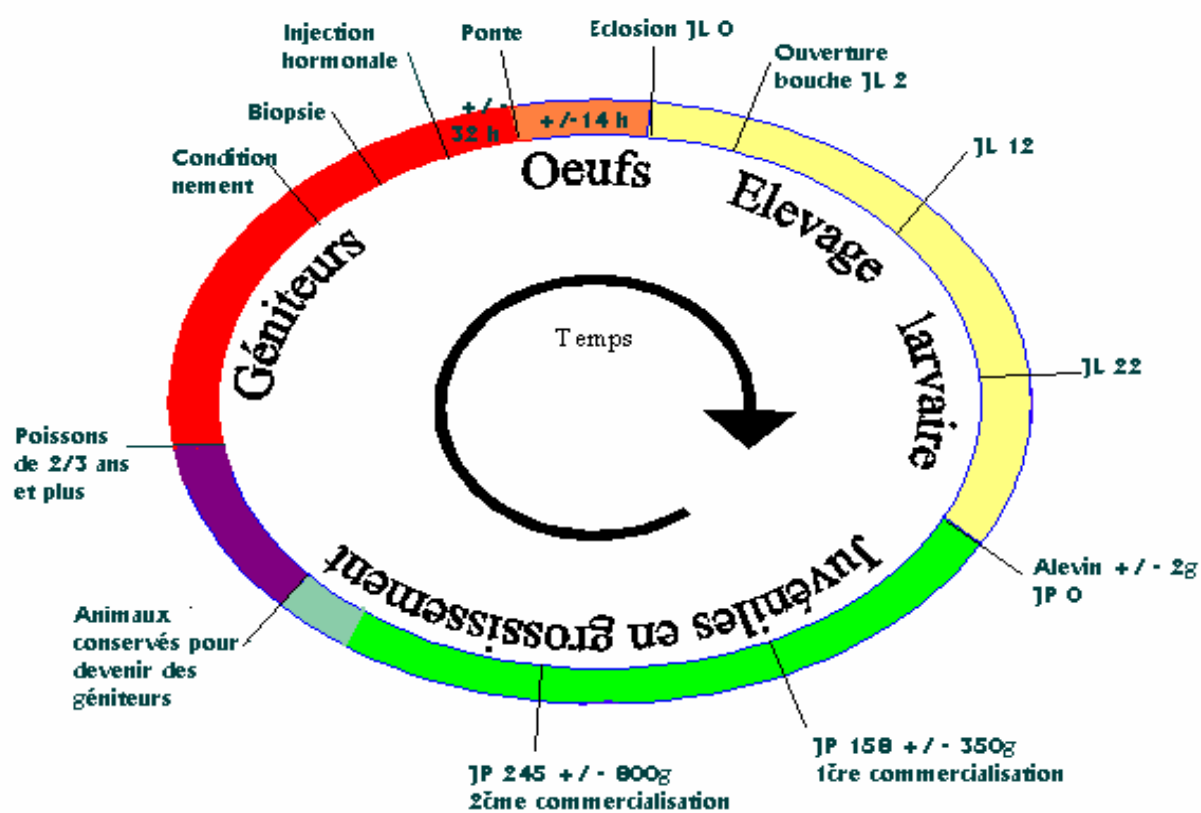 Injection
hormonale
Ponte
Eclosion JL 0
Ouverture
bouche JL 2
Biopsie
+/-
32 h
+/-14 h
JL 12
Condition
nement
Oeufs
Elevage
larvaire
Géniteurs
Temps
JL 22
Poissons
de 2/3 ans
et plus
Juvéniles en grossissement
Alevin +/- 2g
JP 0
Animaux
conservés pour
devenir des
géniteurs
JP 158 +/- 350g
1čre commercialisation
JP 245 +/- 800g
2čme commercialisation